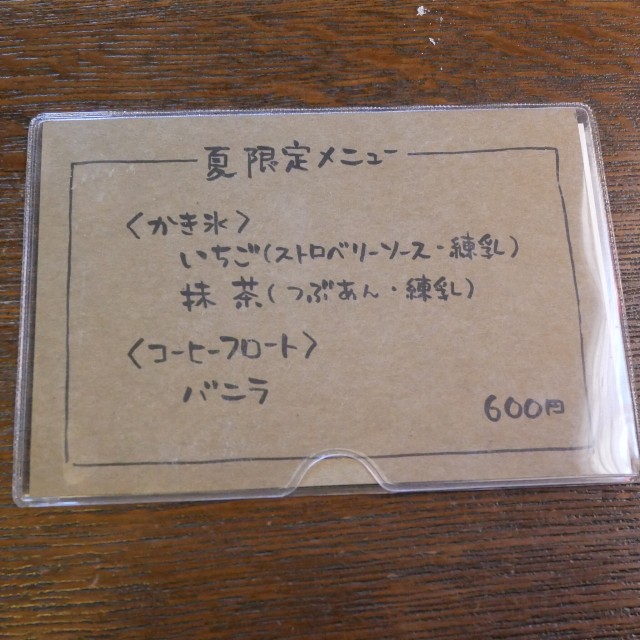 夏限定メニュー
〈かき氷〉
いちご(ストロベリーソース・練乳)
抹茶(つぶあん・練乳)
〈コーヒーフロート〉
バニラ
600円